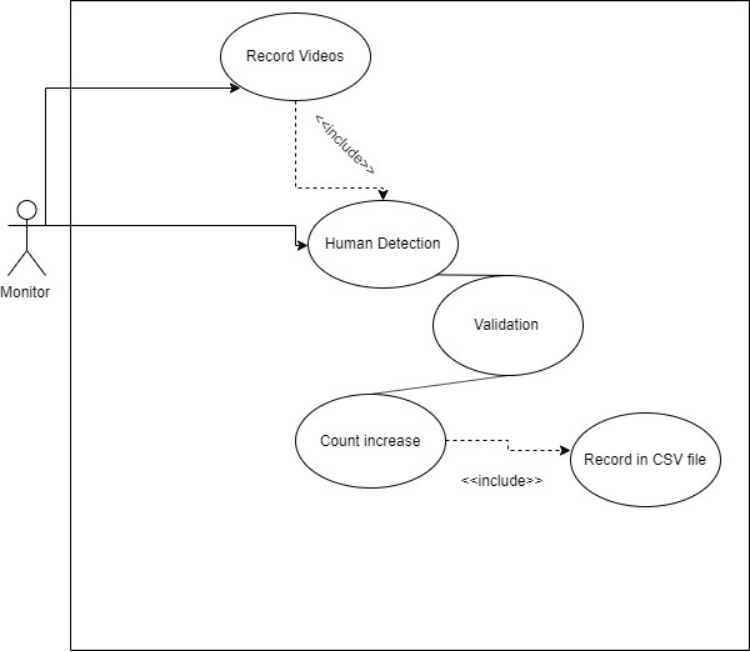 Record Videos
<<include>>
Human Detection
Monitor
Validation
Count increase
Record in CSV file
<<include>>